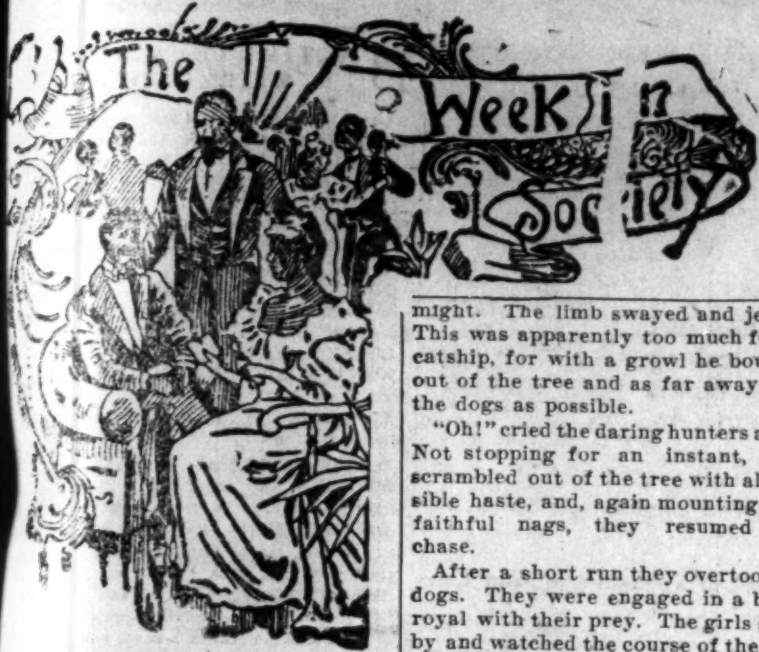 The
Week in
Society
might. The limb swayed and je
This was apparently too much f
catship, for with a growl he bou
out of the tree and as far away
the dogs as possible.
"Oh!" cried the daring hunters a
Not stopping for an instant,
scrambled out of the tree with al
sible haste, and, again mounting
faithful nags, they resumed
chase.
After a short run they overtoo
dogs. They were engaged in a b
royal with their prey. The girls
by and watched the course of the